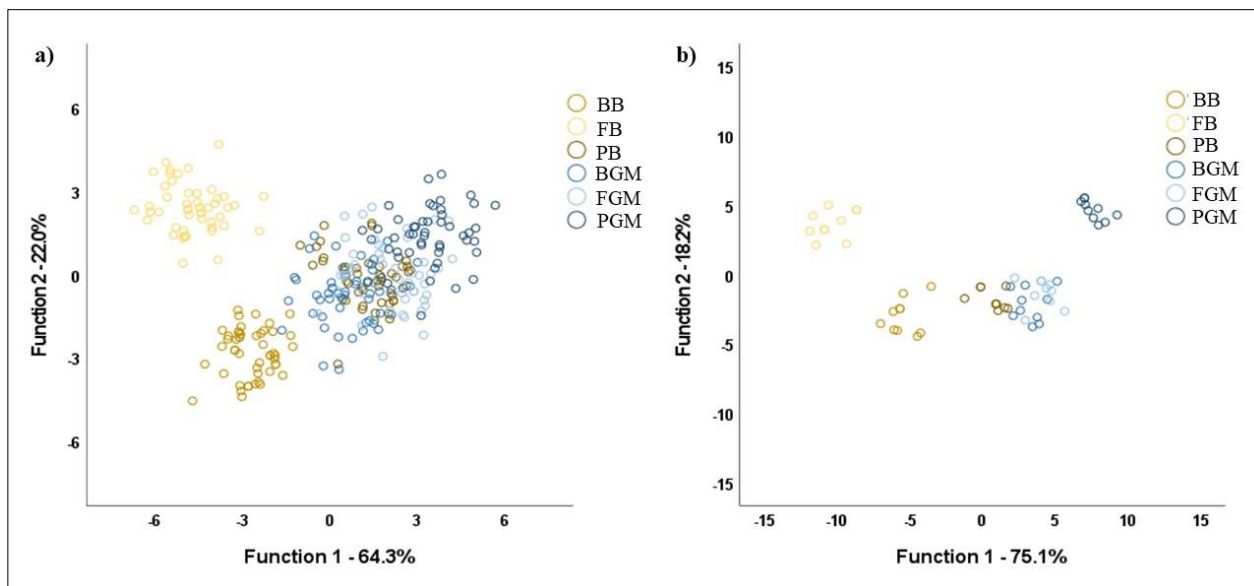 a)
6
3
0
-3
-6
Function 2 - 22.0%
-6 -3 0 3 6
Function 1 - 64.3%
BB
FB
PB
BGM
FGM
PGM
b)
15
10
5
0
-5
-10
-15
Function 2 - 182%
-15 -10 -5 0 5 10 15
Function 1 - 75.1%
BB
FB
PB
BGM
FGM
PGM